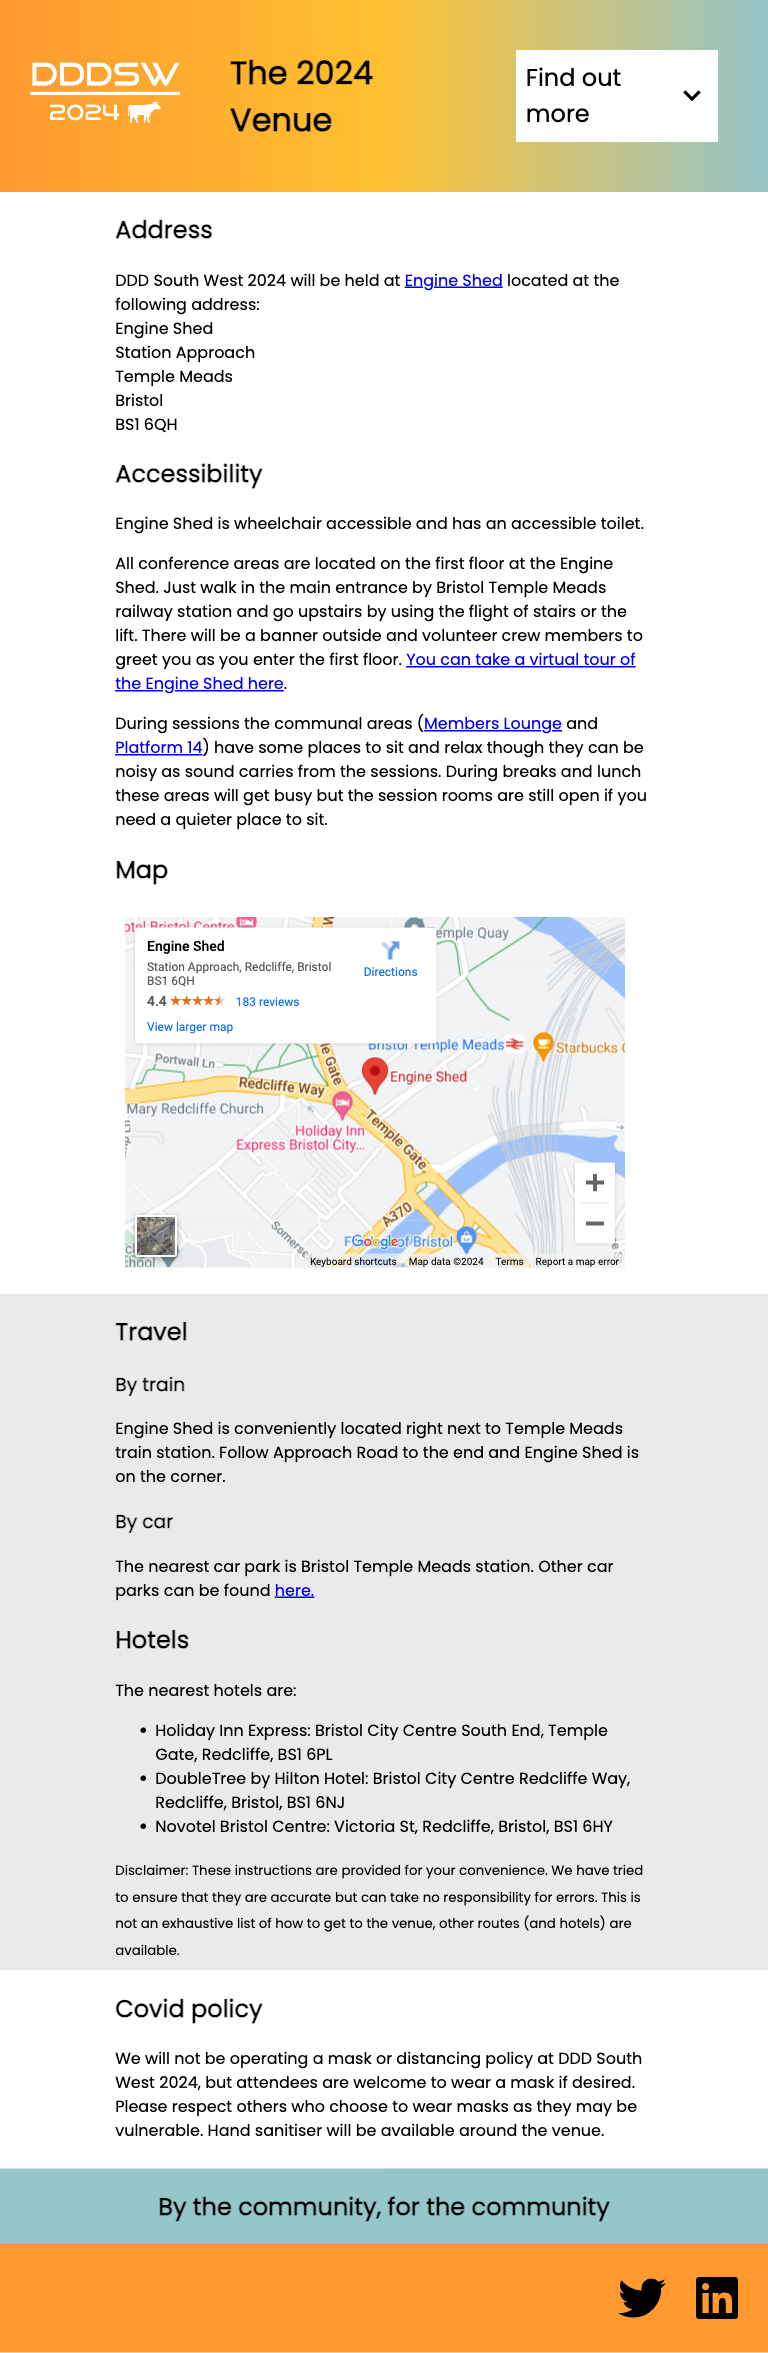 DDDSW
2024
The 2024
Venue
Find out
more
Address
DDD South West 2024 will be held at Engine Shed located at the
following address:
Engine Shed
Station Approach
Temple Meads
Bristol
BS1 6QH
Accessibility
Engine Shed is wheelchair accessible and has an accessible toilet.
All conference areas are located on the first floor at the Engine
Shed. Just walk in the main entrance by Bristol Temple Meads
railway station and go upstairs by using the flight of stairs or the
lift. There will be a banner outside and volunteer crew members to
greet you as you enter the first floor. You can take a virtual tour of
the Engine Shed here.
During sessions the communal areas (Members Lounge and
Platform 14) have some places to sit and relax though they can be
noisy as sound carries from the sessions. During breaks and lunch
these areas will get busy but the session rooms are still open if you
need a quieter place to sit.
Map
Engine Shed
Station Approach, Redcliffe, Bristol
BS1 6QH
4.4 183 reviews
View larger map
Directions
Quay
Bristol Temple Meads
Starbucks
Portwall Ln
Engine Shed
Redcliffe Way
Mary Redcliffe Church
Holiday Inn
Express Bristol City...
Temple Gate
A370
of Bristol
Google
Keyboard shortcuts Map data ©2024 Terms Report a map error
Travel
By train
Engine Shed is conveniently located right next to Temple Meads
train station. Follow Approach Road to the end and Engine Shed is
on the corner.
By car
The nearest car park is Bristol Temple Meads station. Other car
parks can be found here.
Hotels
The nearest hotels are:
• Holiday Inn Express: Bristol City Centre South End, Temple
Gate, Redcliffe, BS1 6PL
• DoubleTree by Hilton Hotel: Bristol City Centre Redcliffe Way,
Redcliffe, Bristol, BS1 6NJ
• Novotel Bristol Centre: Victoria St, Redcliffe, Bristol, BS1 6HY
Disclaimer: These instructions are provided for your convenience. We have tried
to ensure that they are accurate but can take no responsibility for errors. This is
not an exhaustive list of how to get to the venue, other routes (and hotels) are
available.
Covid policy
We will not be operating a mask or distancing policy at DDD South
West 2024, but attendees are welcome to wear a mask if desired.
Please respect others who choose to wear masks as they may be
vulnerable. Hand sanitiser will be available around the venue.
By the community, for the community
in